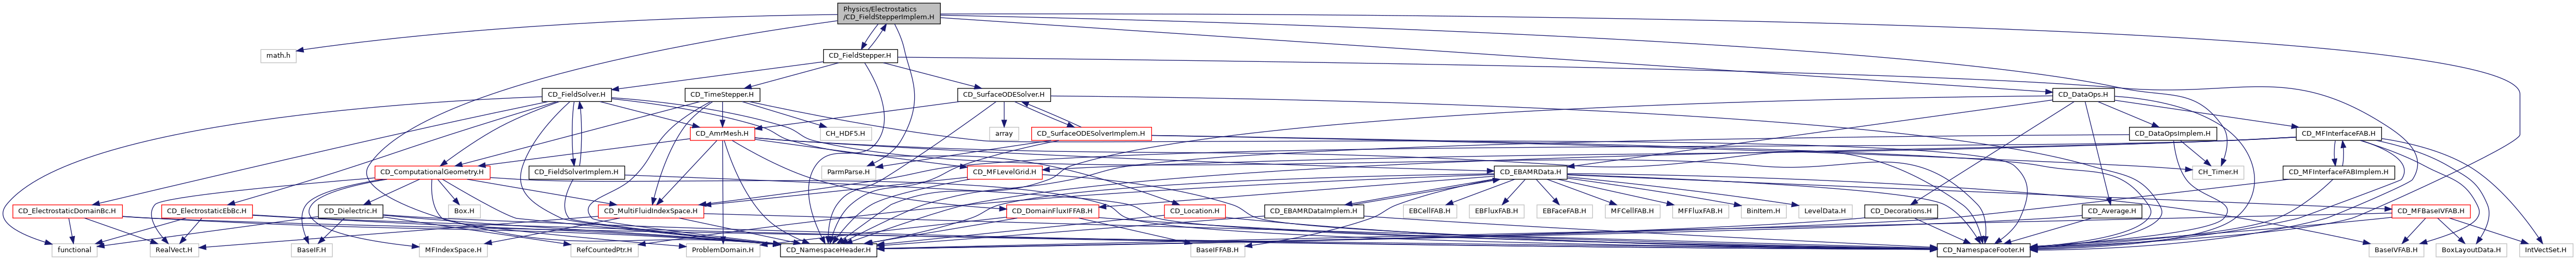 Physics/Electrostatics
/CD_FieldStepperImplem.H
math.h
CD_FieldStepper.H
CD_FieldSolver.H
CD_TimeStepper.H
CD_SurfaceODESolver.H
CD_DataOps.H
CD_AmrMesh.H
CH_HDF5.H
array
CD_SurfaceODESolverImplem.H
CD_DataOpsImplem.H
CD_MFInterfaceFAB.H
CD_ComputationalGeometry.H
CD_FieldSolverImplem.H
ParmParse.H
CD_MFLevelGrid.H
CD_EBAMRData.H
CH_Timer.H
CD_MFInterfaceFABImplem.H
CD_ElectrostaticDomainBc.H
CD_ElectrostaticEbBc.H
CD_Dielectric.H
Box.H
CD_MultiFluidIndexSpace.H
CD_DomainFluxIFFAB.H
CD_Location.H
CD_EBAMRDataImplem.H
EBCellFAB.H
EBFluxFAB.H
EBFaceFAB.H
MFCellFAB.H
MFFluxFAB.H
BinItem.H
LevelData.H
CD_Decorations.H
CD_Average.H
CD_MFBaseIVFAB.H
functional
RealVect.H
BaseIF.H
MFIndexSpace.H
RefCountedPtr.H
ProblemDomain.H
CD_NamespaceHeader.H
BaseIFFAB.H
CD_NamespaceFooter.H
BaseIVFAB.H
BoxLayoutData.H
IntVectSet.H